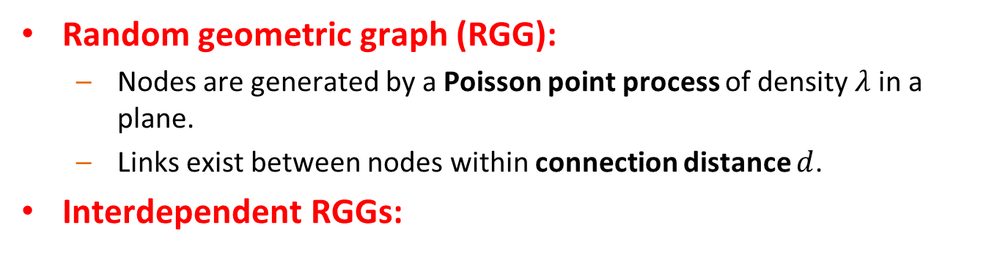 • Random geometric graph (RGG):
– Nodes are generated by a Poisson point process of density λ in a
plane.
– Links exist between nodes within connection distance d.
• Interdependent RGGs: